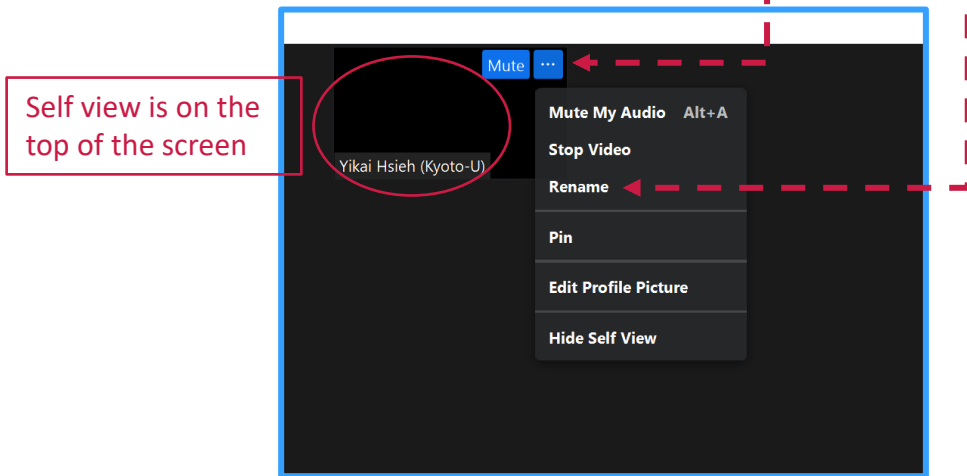 Self view is on the
top of the screen
Mute ...
Yikai Hsieh (Kyoto-U)
Mute My Audio Alt+A
Stop Video
Rename
Pin
Edit Profile Picture
Hide Self View